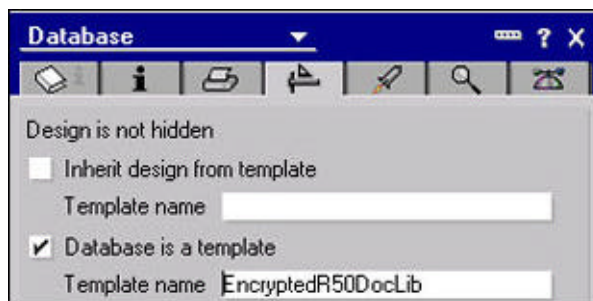 Database ? X
i
Design is not hidden
Inherit design from template
Template name
Database is a template
Template name EncryptedR50DocLib